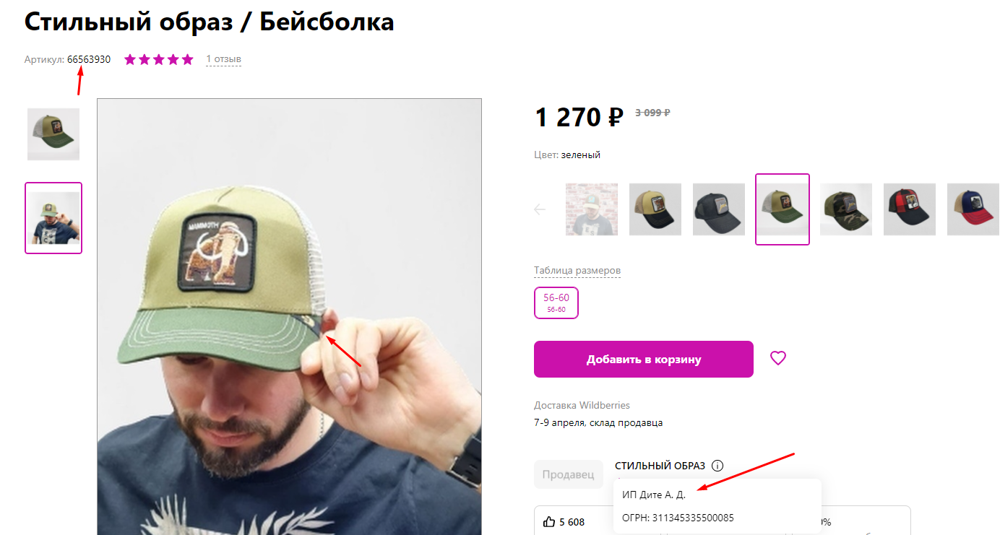 Стильный образ / Бейсболка
Артикул: 66563930
1 отзыв
1 270 ₽ 3 099 ₽
Цвет: зеленый
MAMMOTH
Таблица размеров
56-60
56-60
Добавить в корзину
Доставка Wildberries
7-9 апреля, склад продавца
Продавец
СТИЛЬНЫЙ ОБРАЗ
ИП Дите А. Д.
ОГРН: 311345335500085
5 608